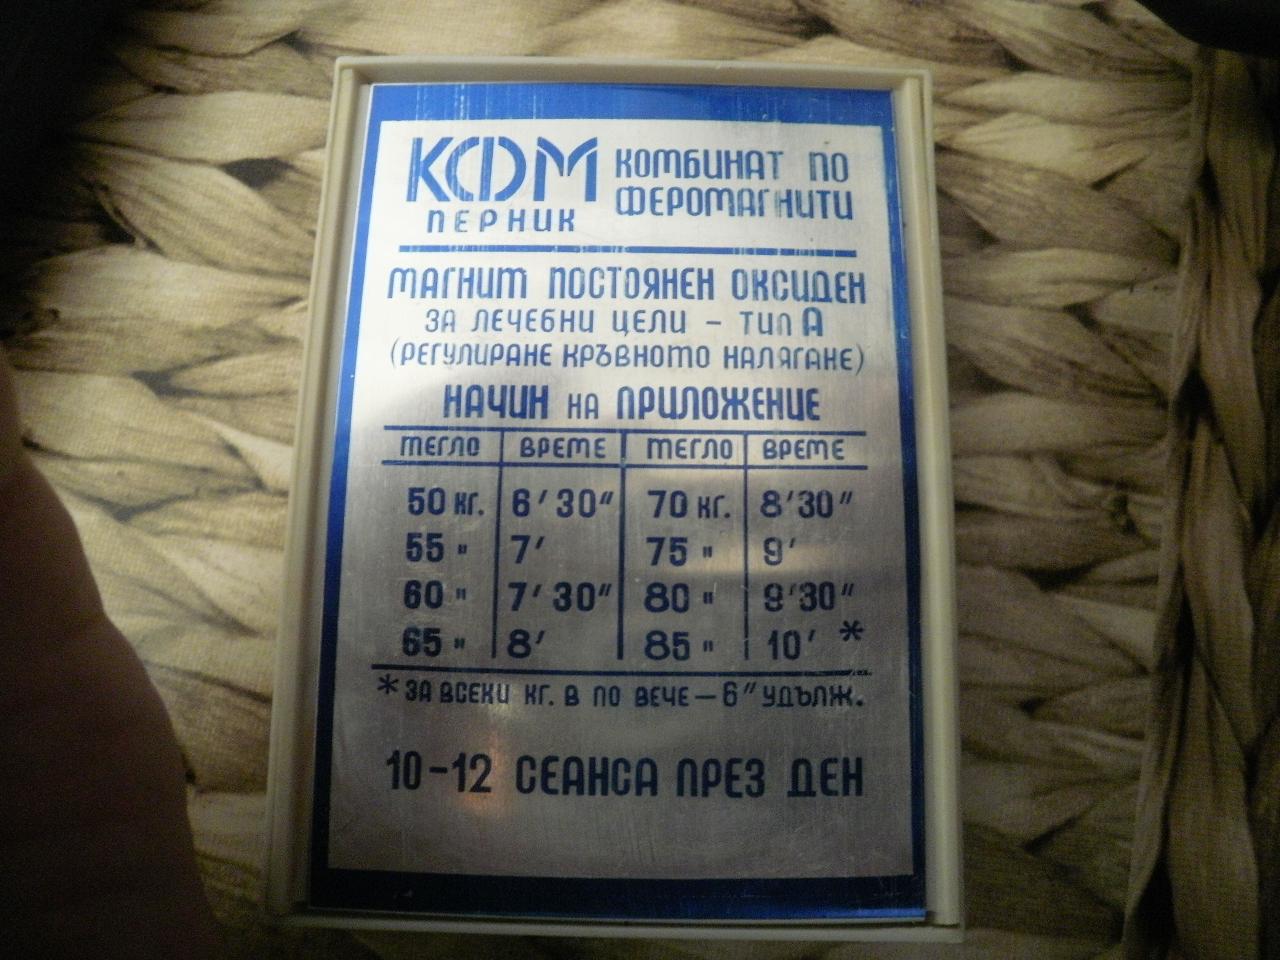 КФМ КОМБИНАТ ПО
ПЕРНИК ФЕРОМАГНИТИ
МАГНИТ ПОСТОЯНЕН ОКСИДЕН
ЗА ЛЕЧЕБНИ ЦЕЛИ – ТИП А
(РЕГУЛИРАНЕ КРЪВНОТО НАЛЯГАНЕ)
НАЧИН НА ПРИЛОЖЕНИЕ
ТЕГЛО ВРЕМЕ ТЕГЛО ВРЕМЕ
50 КГ. 6′ 30″ 70 КГ. 8′30″
55 " 7′ 75 " 9′
60 " 7′ 30″ 80 " 9′30″
65 " 8′ 85 " 10′ *
* ЗА ВСЕКИ КГ. В ПО ВЕЧЕ – 6″ УДЪЛЖ.
10-12 СЕАНСА ПРЕЗ ДЕН